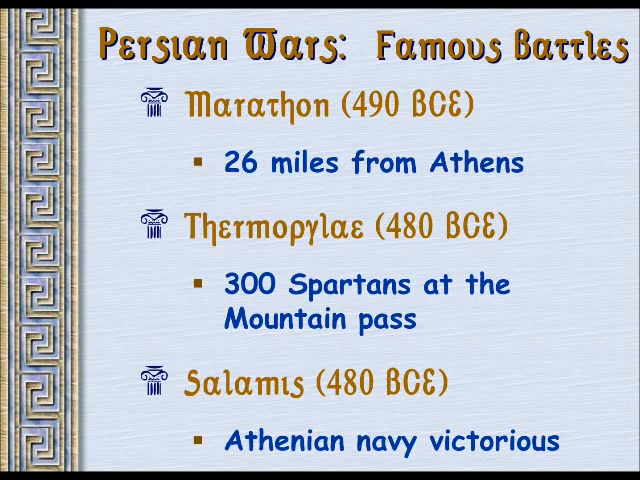 Persian Wars: Famous Battles
Marathon (490 BCE)
26 miles from Athens
Thermopylae (480 BCE)
300 Spartans at the
Mountain pass
Salamis (480 BCE)
Athenian navy victorious